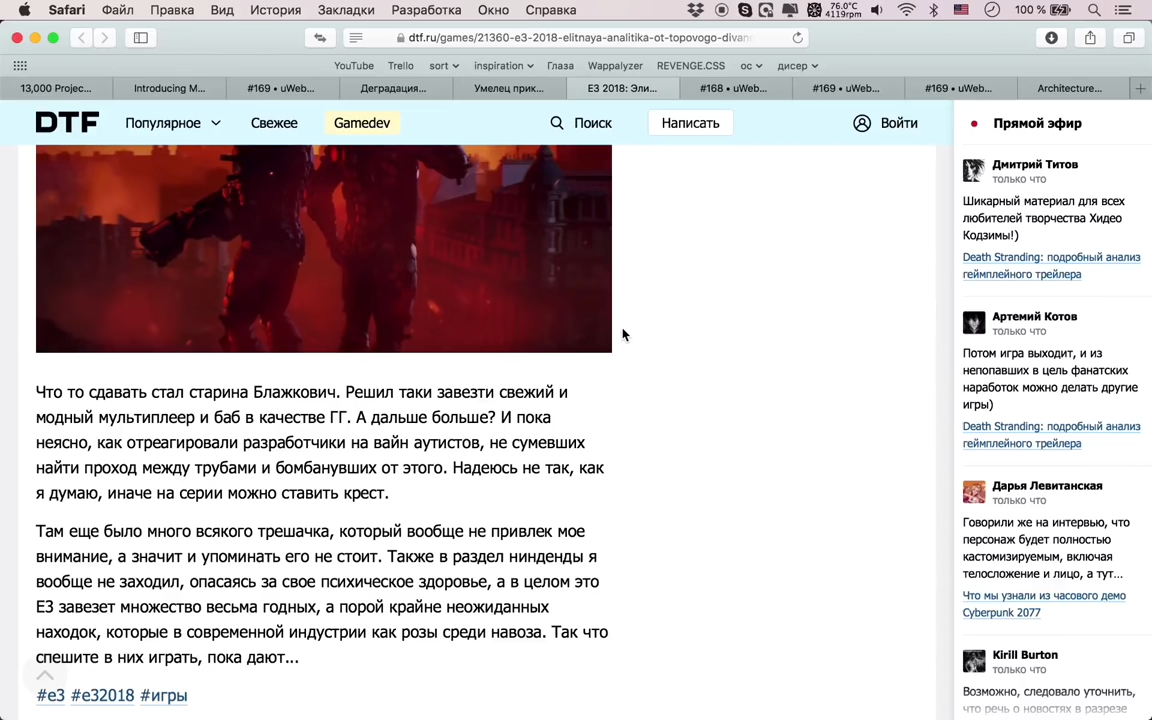 Safari Файл Правка Вид История Закладки Разработка Окно Справка 76.0°C 4119rpm 100 %
dtf.ru/games/21360-e3-2018-elitnaya-analitika-ot-topovogo-divan
YouTube Trello sort inspiration Глаза Wappalyzer REVENGE.CSS ос дисер
13,000 Projec... Introducing M... #169 • uWeb... Деградация... Умелец прик... E3 2018: Эли... #168 • uWeb... #169 • uWeb... #169 • uWeb... Architecture...
DTF Популярное Свежее Gamedev Поиск Написать Войти
Что то сдавать стал старина Блажкович. Решил таки завезти свежий и
модный мультиплеер и баб в качестве ГГ. А дальше больше? И пока
неясно, как отреагировали разработчики на вайн аутистов, не сумевших
найти проход между трубами и бомбанувших от этого. Надеюсь не так, как
я думаю, иначе на серии можно ставить крест.
Там еще было много всякого трешачка, который вообще не привлек мое
внимание, а значит и упоминать его не стоит. Также в раздел нинденды я
вообще не заходил, опасаясь за свое психическое здоровье, а в целом это
E3 завезет множество весьма годных, а порой крайне неожиданных
находок, которые в современной индустрии как розы среди навоза. Так что
спешите в них играть, пока дают...
#e3 #e32018 #игры
Прямой эфир
Дмитрий Титов
только что
Шикарный материал для всех
любителей творчества Хидео
Кодзимы!)
Death Stranding: подробный анализ
геймплейного трейлера
Артемий Котов
только что
Потом игра выходит, и из
непопавших в цель фанатских
наработок можно делать другие
игры)
Death Stranding: подробный анализ
геймплейного трейлера
Дарья Левитанская
только что
Говорили же на интервью, что
персонаж будет полностью
кастомизируемым, включая
телосложение и лицо, а тут...
Что мы узнали из часового демо
Cyberpunk 2077
Kirill Burton
только что
Возможно, следовало уточнить,
что речь о новостях в разрезе